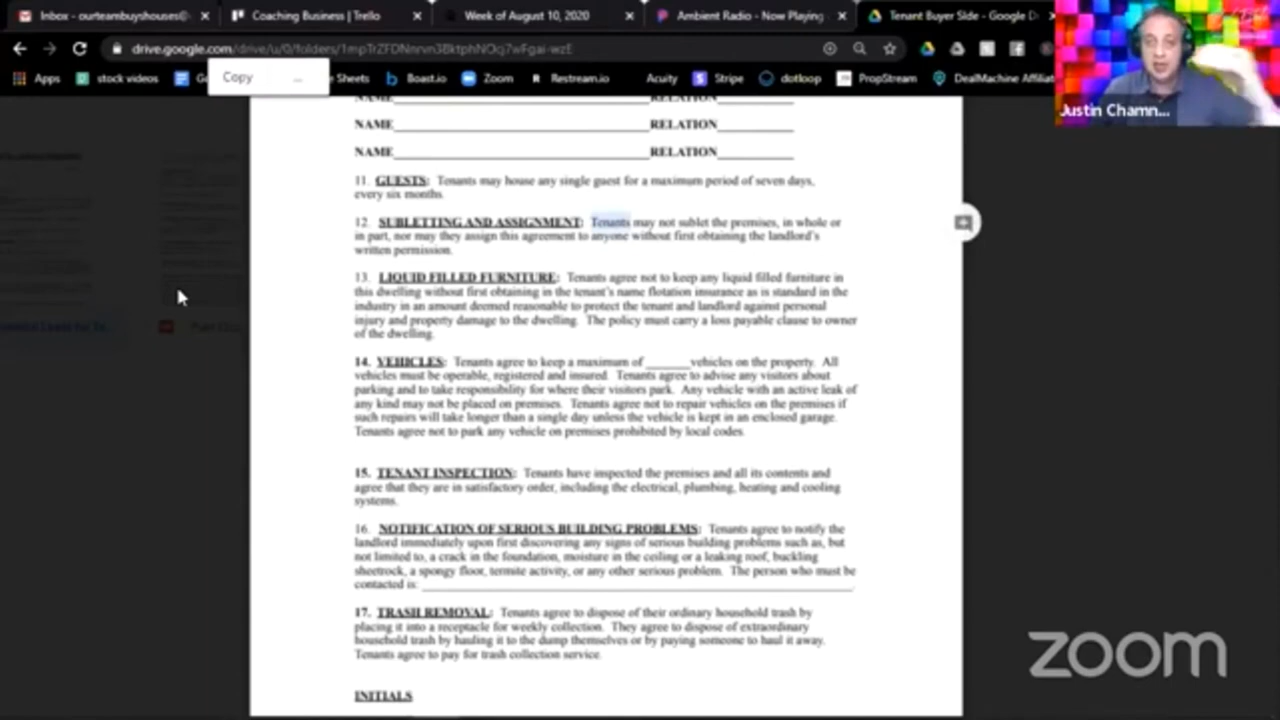 Inbox - ourteambuyshouses@
Coaching Business | Trello
Week of August 10, 2020
Ambient Radio - Now Playing
Tenant Buyer Side - Google D
drive.google.com/drive/u/0/folders/
Apps
stock videos
Copy
...
Sheets
Boast.io
Zoom
Restream.io
Acuity
Stripe
dotloop
PropStream
DealMachine Affiliat
Justin Chamn...
NAME RELATION
NAME RELATION
NAME RELATION
11. GUESTS: Tenants may house any single guest for a maximum period of seven days,
every six months.
12. SUBLETTING AND ASSIGNMENT: Tenants may not sublet the premises, in whole or
in part, nor may they assign this agreement to anyone without first obtaining the landlord's
written permission.
13. LIQUID FILLED FURNITURE: Tenants agree not to keep any liquid filled furniture in
this dwelling without first obtaining in the tenant's name flotation insurance as is standard in the
industry in an amount deemed reasonable to protect the tenant and landlord against personal
injury and property damage to the dwelling. The policy must carry a loss payable clause to owner
of the dwelling.
14. VEHICLES: Tenants agree to keep a maximum of _______vehicles on the property. All
vehicles must be operable, registered and insured. Tenants agree to advise any visitors about
parking and to take responsibility for where their visitors park. Any vehicle with an active leak of
any kind may not be placed on premises. Tenants agree not to repair vehicles on the premises if
such repairs will take longer than a single day unless the vehicle is kept in an enclosed garage.
Tenants agree not to park any vehicle on premises prohibited by local codes.
15. TENANT INSPECTION: Tenants have inspected the premises and all its contents and
agree that they are in satisfactory order, including the electrical, plumbing, heating and cooling
systems.
16. NOTIFICATION OF SERIOUS BUILDING PROBLEMS: Tenants agree to notify the
landlord immediately upon first discovering any signs of serious building problems such as, but
not limited to, a crack in the foundation, moisture in the ceiling or a leaking roof, buckling
sheetrock, a spongy floor, termite activity, or any other serious problem. The person who must be
contacted is:
17. TRASH REMOVAL: Tenants agree to dispose of their ordinary household trash by
placing it into a receptacle for weekly collection. They agree to dispose of extraordinary
household trash by hauling it to the dump themselves or by paying someone to haul it away.
Tenants agree to pay for trash collection service.
INITIALS
zoom